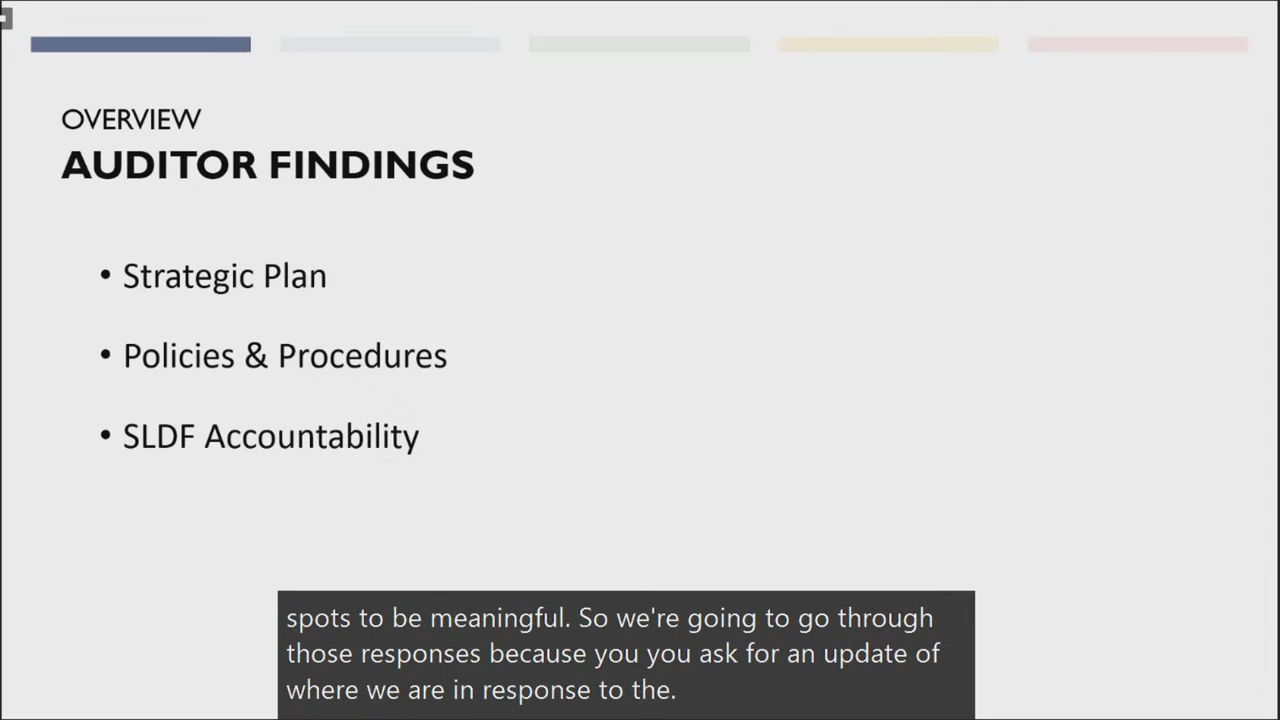 OVERVIEW
AUDITOR FINDINGS
• Strategic Plan
• Policies & Procedures
• SLDF Accountability
spots to be meaningful. So we're going to go through
those responses because you you ask for an update of
where we are in response to the.